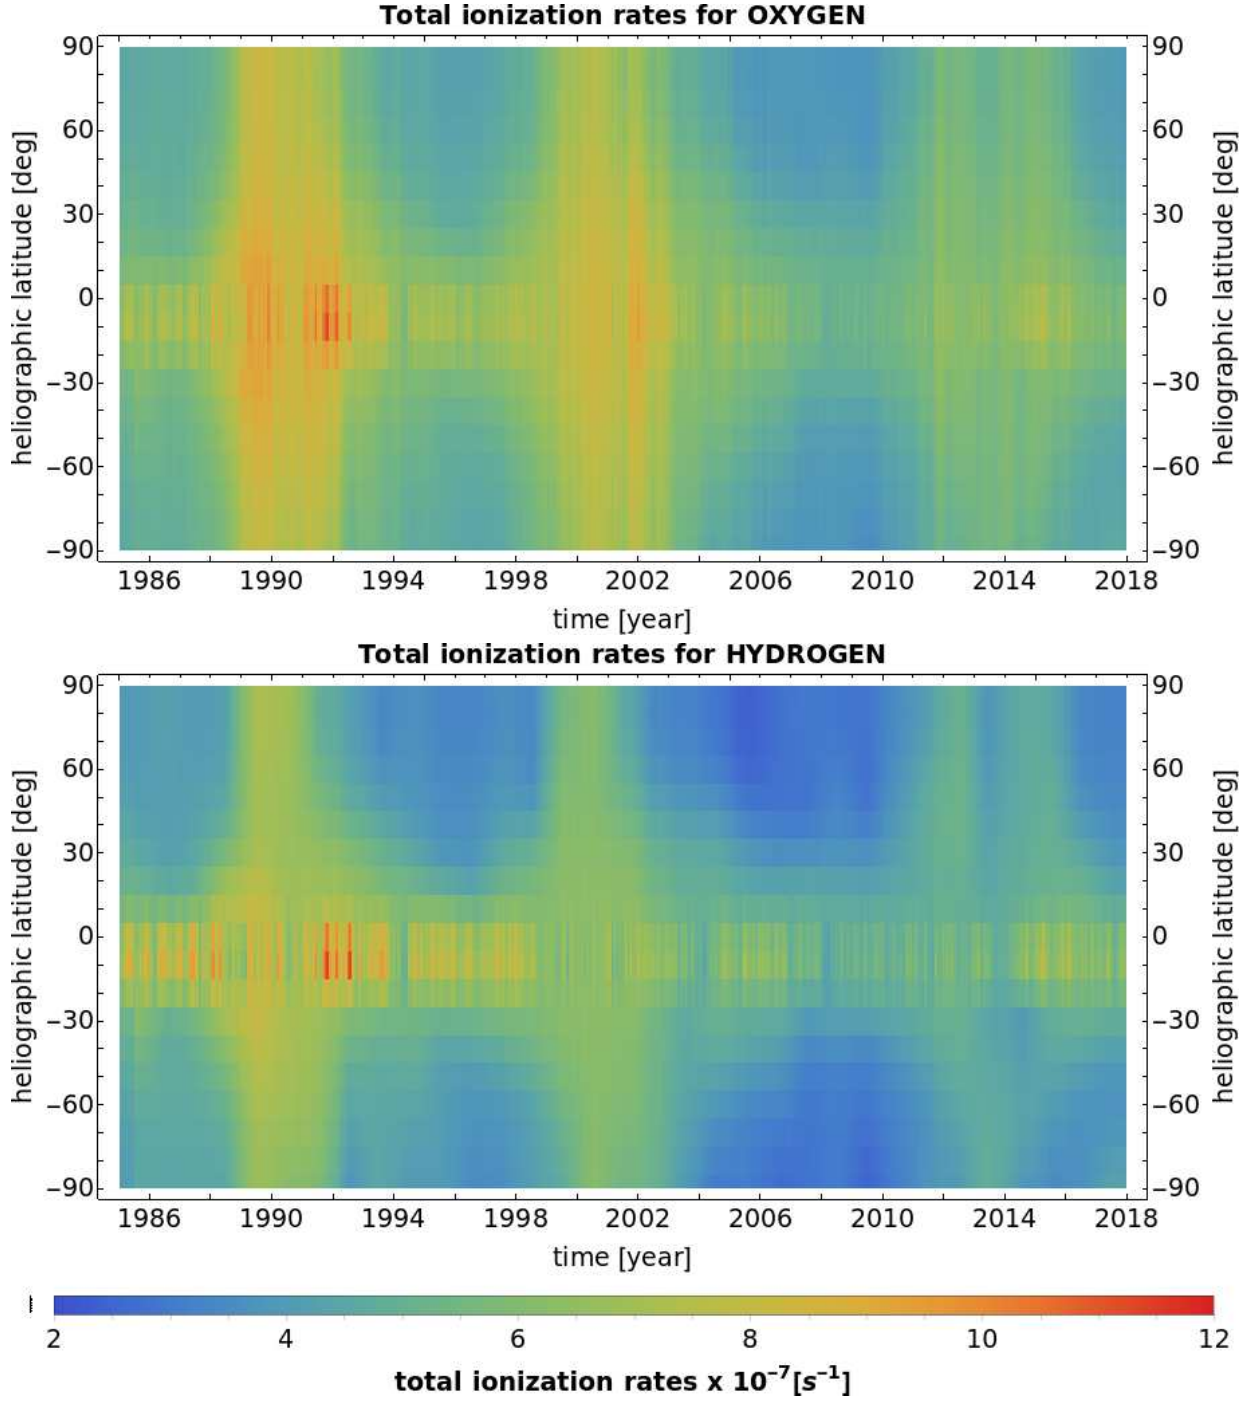 Total ionization rates for OXYGEN
90 90
60 60
30 30
0 0
−30 −30
−60 −60
−90 −90
heliographic latitude [deg]
heliographic latitude [deg]
1986 1990 1994 1998 2002 2006 2010 2014 2018
time [year]
Total ionization rates for HYDROGEN
90 90
60 60
30 30
0 0
−30 −30
−60 −60
−90 −90
heliographic latitude [deg]
heliographic latitude [deg]
1986 1990 1994 1998 2002 2006 2010 2014 2018
time [year]
2 4 6 8 10 12
total ionization rates x 10⁻⁷[s⁻¹]